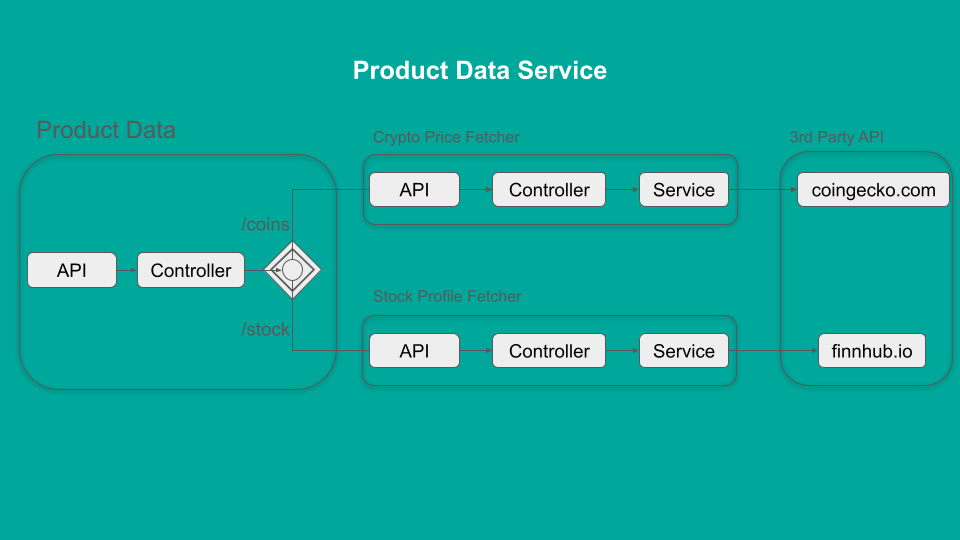 Product Data Service
Product Data
Crypto Price Fetcher
3rd Party API
API
Controller
Service
coingecko.com
/coins
API
Controller
Stock Profile Fetcher
/stock
API
Controller
Service
finnhub.io